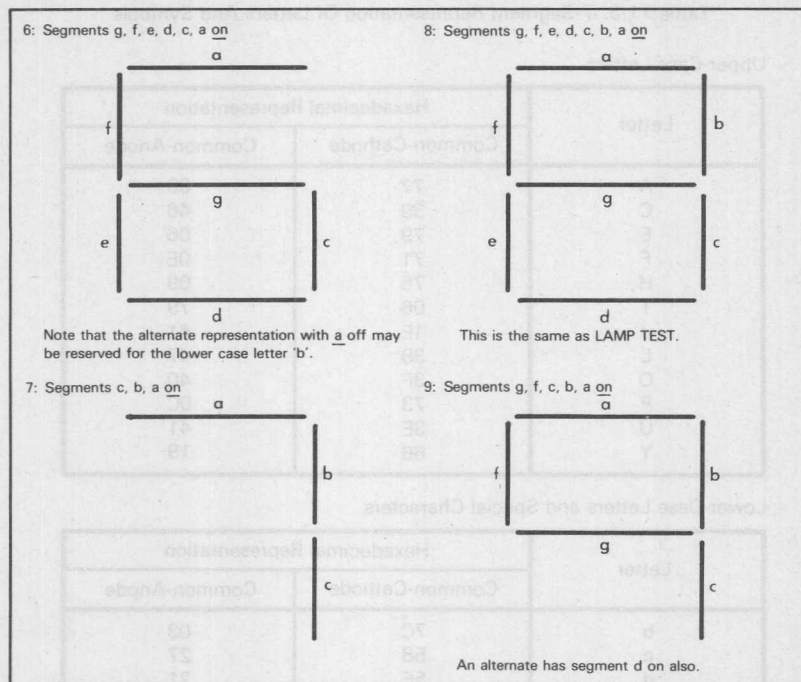 6: Segments g, f, e, d, c, a on
a
f
g
e
c
d
Note that the alternate representation with a off may
be reserved for the lower case letter 'b'.
8: Segments g, f, e, d, c, b, a on
a
f
b
g
e
c
d
This is the same as LAMP TEST.
7: Segments c, b, a on
a
b
c
9: Segments g, f, c, b, a on
a
f
b
g
c
An alternate has segment d on also.